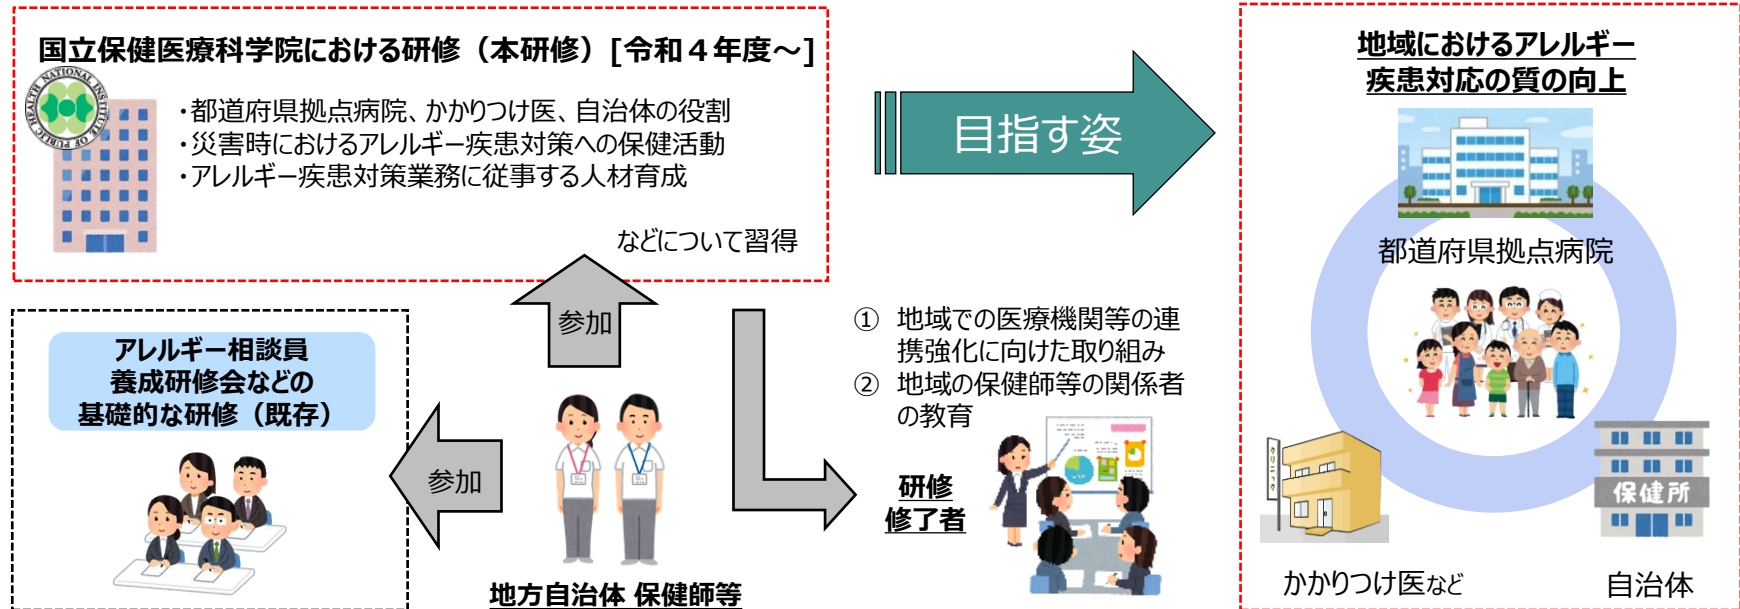 国立保健医療科学院における研修（本研修）[令和４年度～]
NATIONAL INSTITUTE OF PUBLIC HEALTH
・都道府県拠点病院、かかりつけ医、自治体の役割
・災害時におけるアレルギー疾患対策への保健活動
・アレルギー疾患対策業務に従事する人材育成
などについて習得
目指す姿
地域におけるアレルギー
疾患対応の質の向上
都道府県拠点病院
クリニック
保健所
かかりつけ医など
自治体
参加
アレルギー相談員
養成研修会などの
基礎的な研修（既存）
参加
地方自治体 保健師等
① 地域での医療機関等の連
携強化に向けた取り組み
② 地域の保健師等の関係者
の教育
研修
修了者